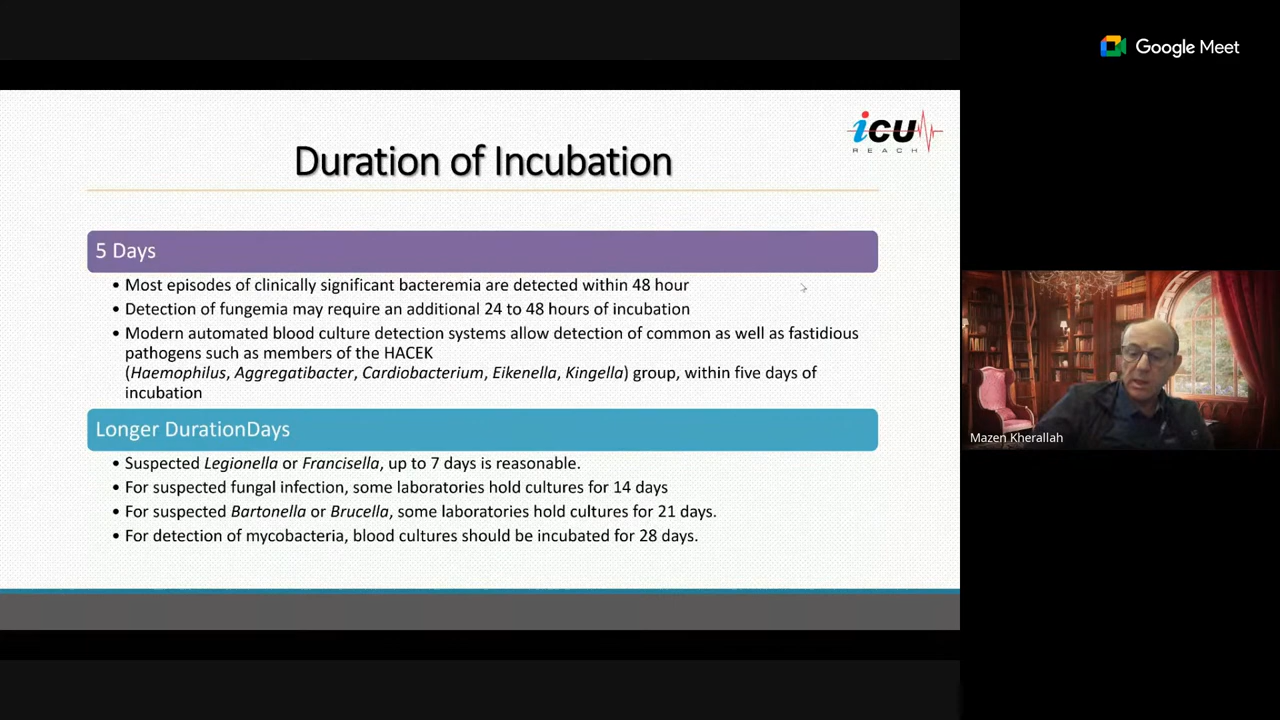 Google Meet
icu
REACH
Duration of Incubation
5 Days
• Most episodes of clinically significant bacteremia are detected within 48 hour
• Detection of fungemia may require an additional 24 to 48 hours of incubation
• Modern automated blood culture detection systems allow detection of common as well as fastidious
pathogens such as members of the HACEK
(Haemophilus, Aggregatibacter, Cardiobacterium, Eikenella, Kingella) group, within five days of
incubation
Longer DurationDays
• Suspected Legionella or Francisella, up to 7 days is reasonable.
• For suspected fungal infection, some laboratories hold cultures for 14 days
• For suspected Bartonella or Brucella, some laboratories hold cultures for 21 days.
• For detection of mycobacteria, blood cultures should be incubated for 28 days.
Mazen Kherallah